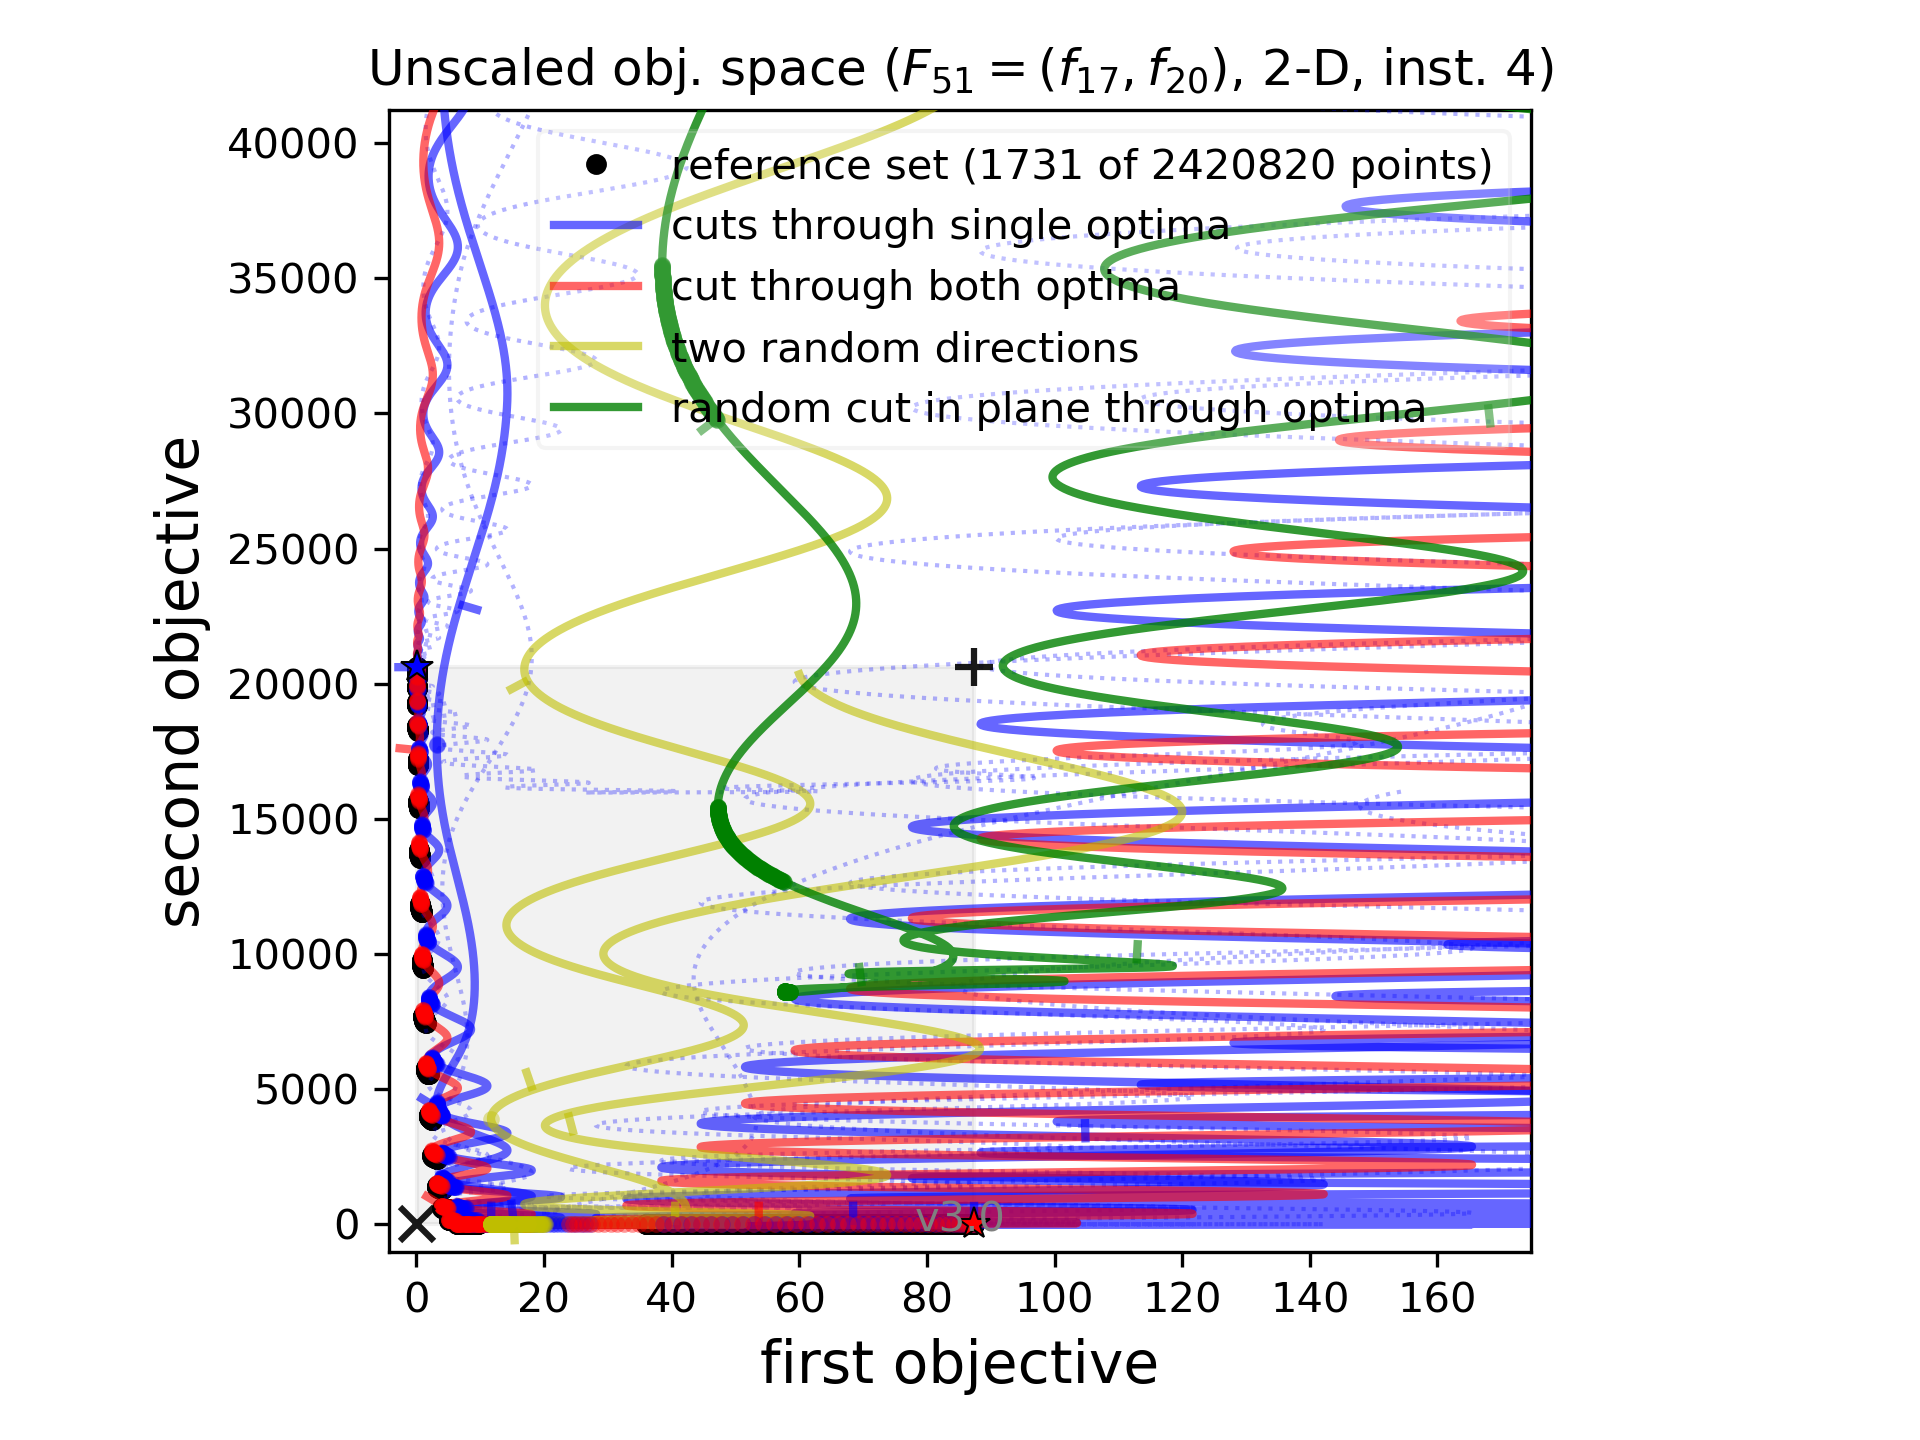 Unscaled obj. space (F51 = (f17, f20), 2-D, inst. 4)
reference set (1731 of 2420820 points)
cuts through single optima
cut through both optima
two random directions
random cut in plane through optima
40000
35000
30000
25000
20000
15000
10000
5000
0
second objective
v3.0
0 20 40 60 80 100 120 140 160
first objective